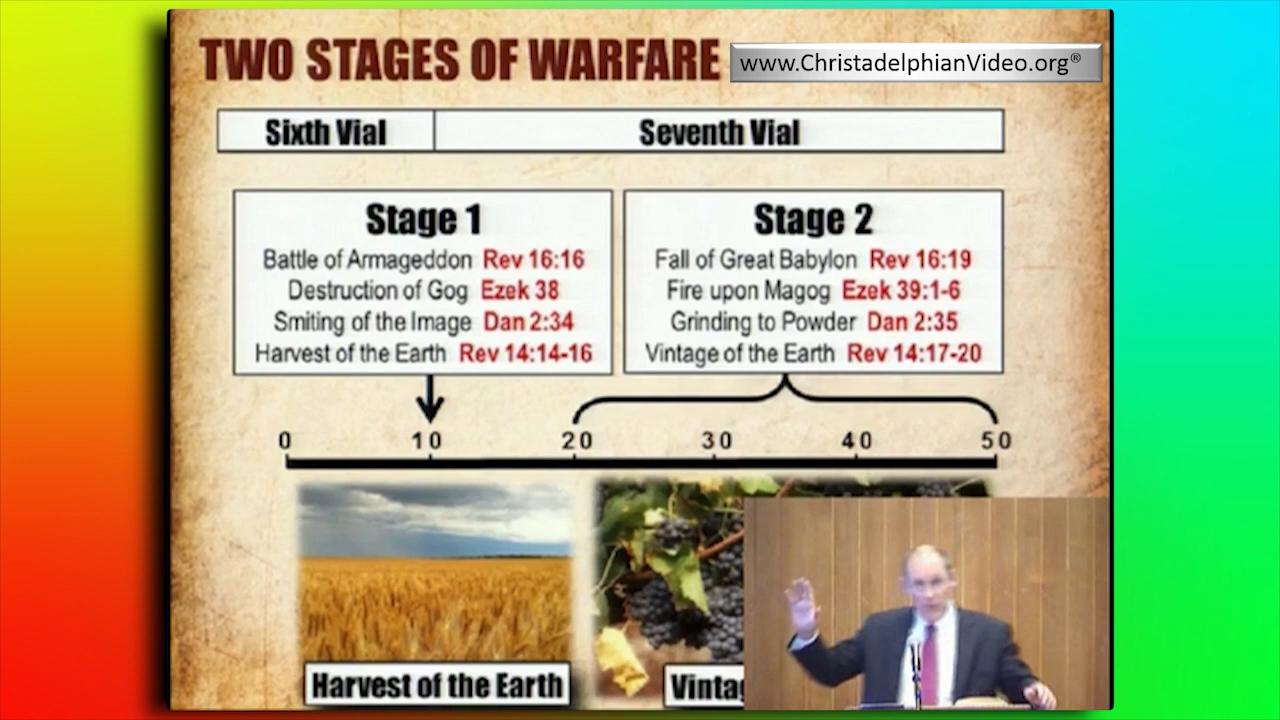 TWO STAGES OF WARFARE
www.ChristadelphianVideo.org®
Sixth Vial
Seventh Vial
Stage 1
Battle of Armageddon Rev 16:16
Destruction of Gog Ezek 38
Smiting of the Image Dan 2:34
Harvest of the Earth Rev 14:14-16
Stage 2
Fall of Great Babylon Rev 16:19
Fire upon Magog Ezek 39:1-6
Grinding to Powder Dan 2:35
Vintage of the Earth Rev 14:17-20
0 10 20 30 40 50
Harvest of the Earth